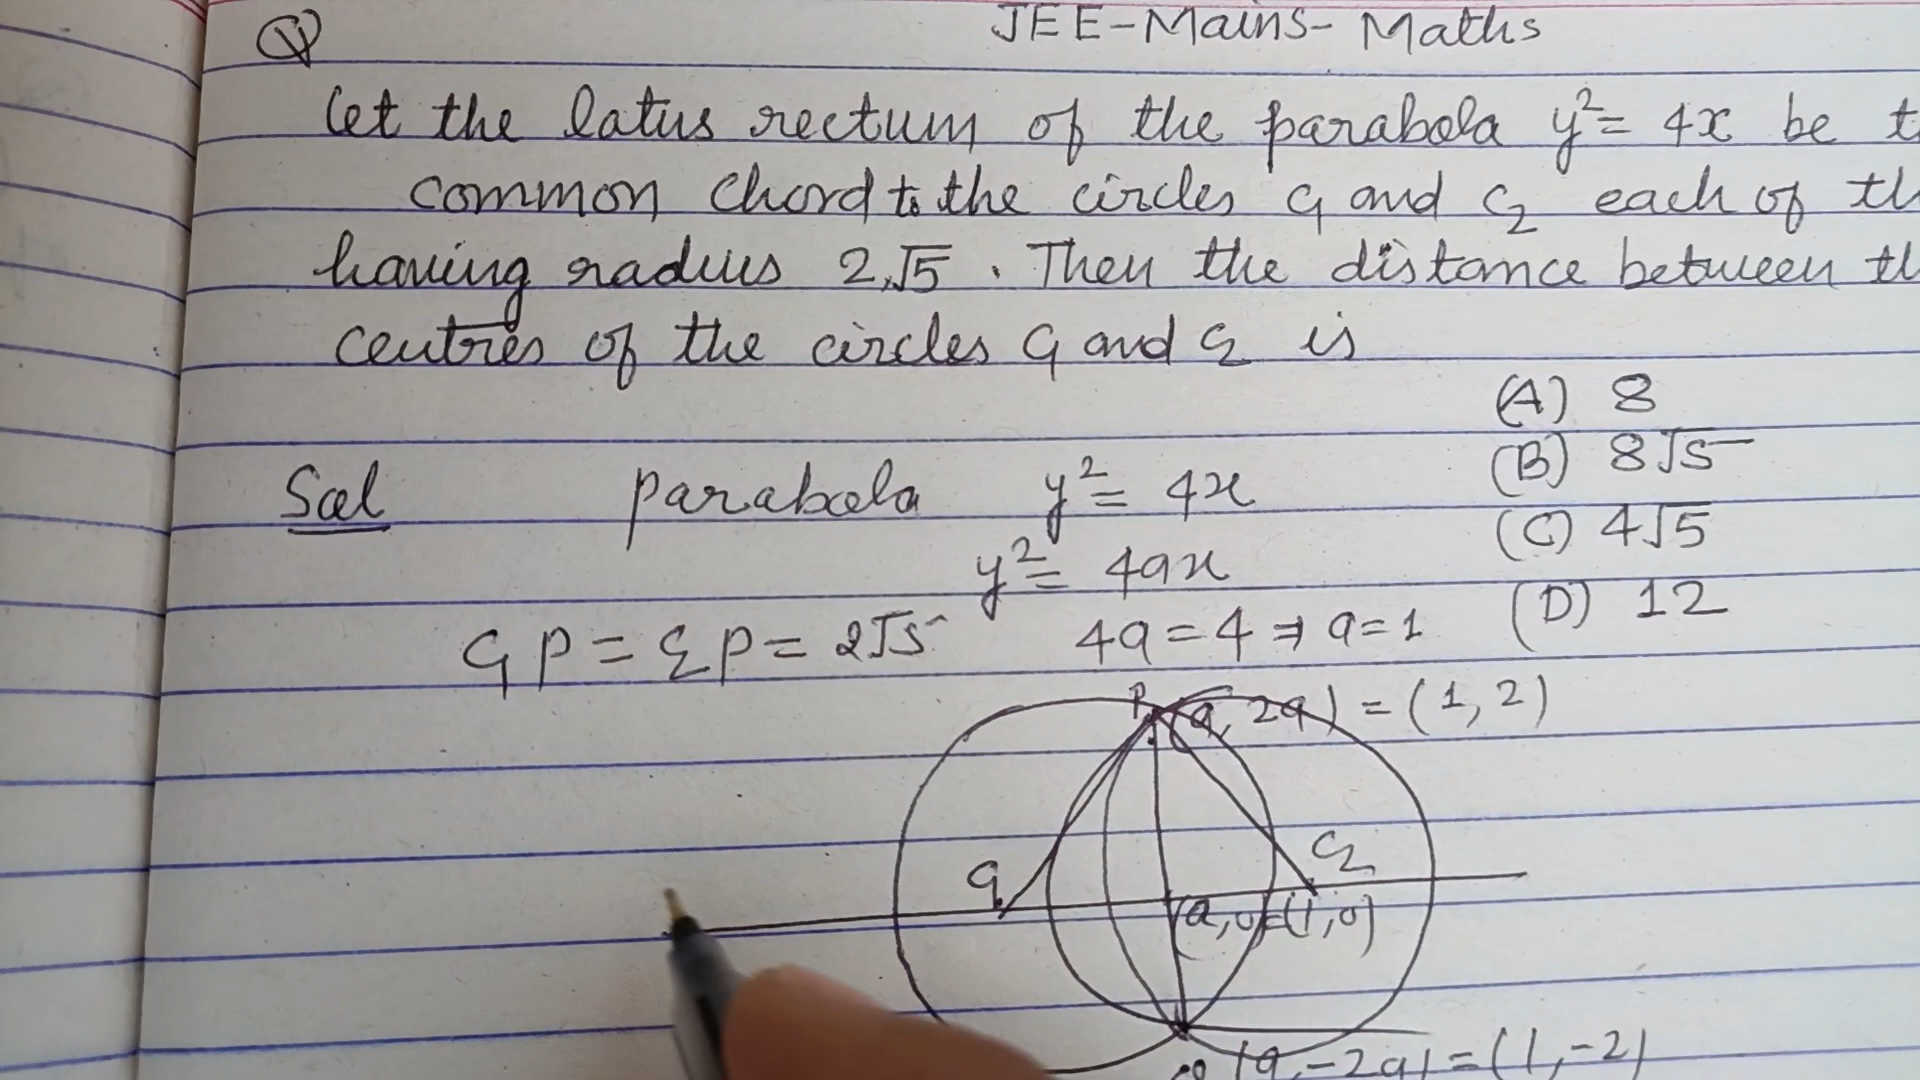 Q JEE-Mains-Maths
Let the latus rectum of the parabola y²= 4x be
common chord to the circles C₁ and C₂ each of
having radius 2√5. Then the distance between
centres of the circles C₁ and C₂ is
(A) 8
(B) 8√5
Sol parabola y²= 4x
(C) 4√5
y²= 4ax
(D) 12
C₁P = C₂P = 2√5 4a = 4 ⇒ a = 1
P (a, 2a) = (1, 2)
C₁ C₂
(a, 0) = (1, 0)
(a, -2a) = (1, -2)